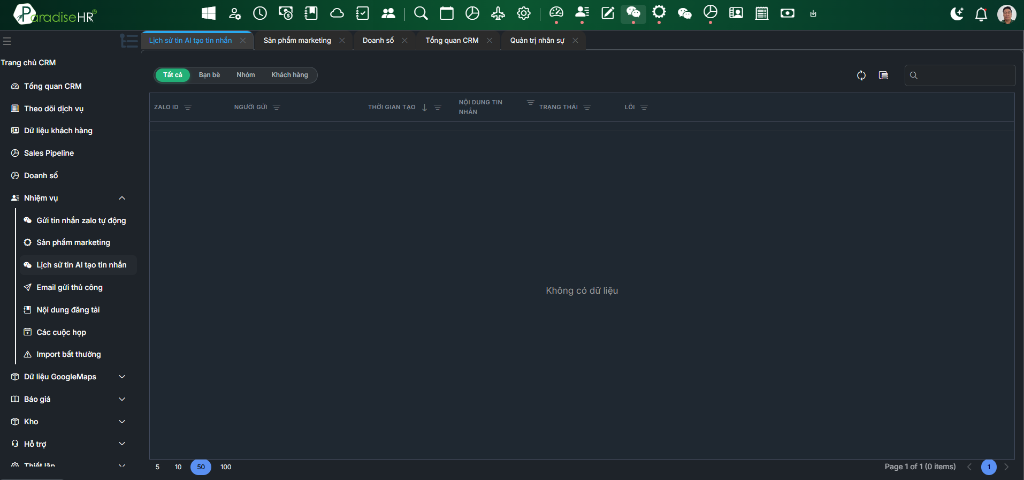 ParadiseHR
Lịch sử tin AI tạo tin nhắn
Sản phẩm marketing
Doanh số
Tổng quan CRM
Quản trị nhân sự
Trang chủ CRM
Tổng quan CRM
Theo dõi dịch vụ
Dữ liệu khách hàng
Sales Pipeline
Doanh số
Nhiệm vụ
Gửi tin nhắn zalo tự động
Sản phẩm marketing
Lịch sử tin AI tạo tin nhắn
Email gửi thủ công
Nội dung đăng tải
Các cuộc họp
Import bất thường
Dữ liệu GoogleMaps
Báo giá
Kho
Hỗ trợ
Thiết lập
Tất cả
Bạn bè
Nhóm
Khách hàng
ZALO ID
NGƯỜI GỬI
THỜI GIAN TẠO
NỘI DUNG TIN
NHẮN
TRẠNG THÁI
LỖI
Không có dữ liệu
5 10 50 100
Page 1 of 1 (0 items)
1